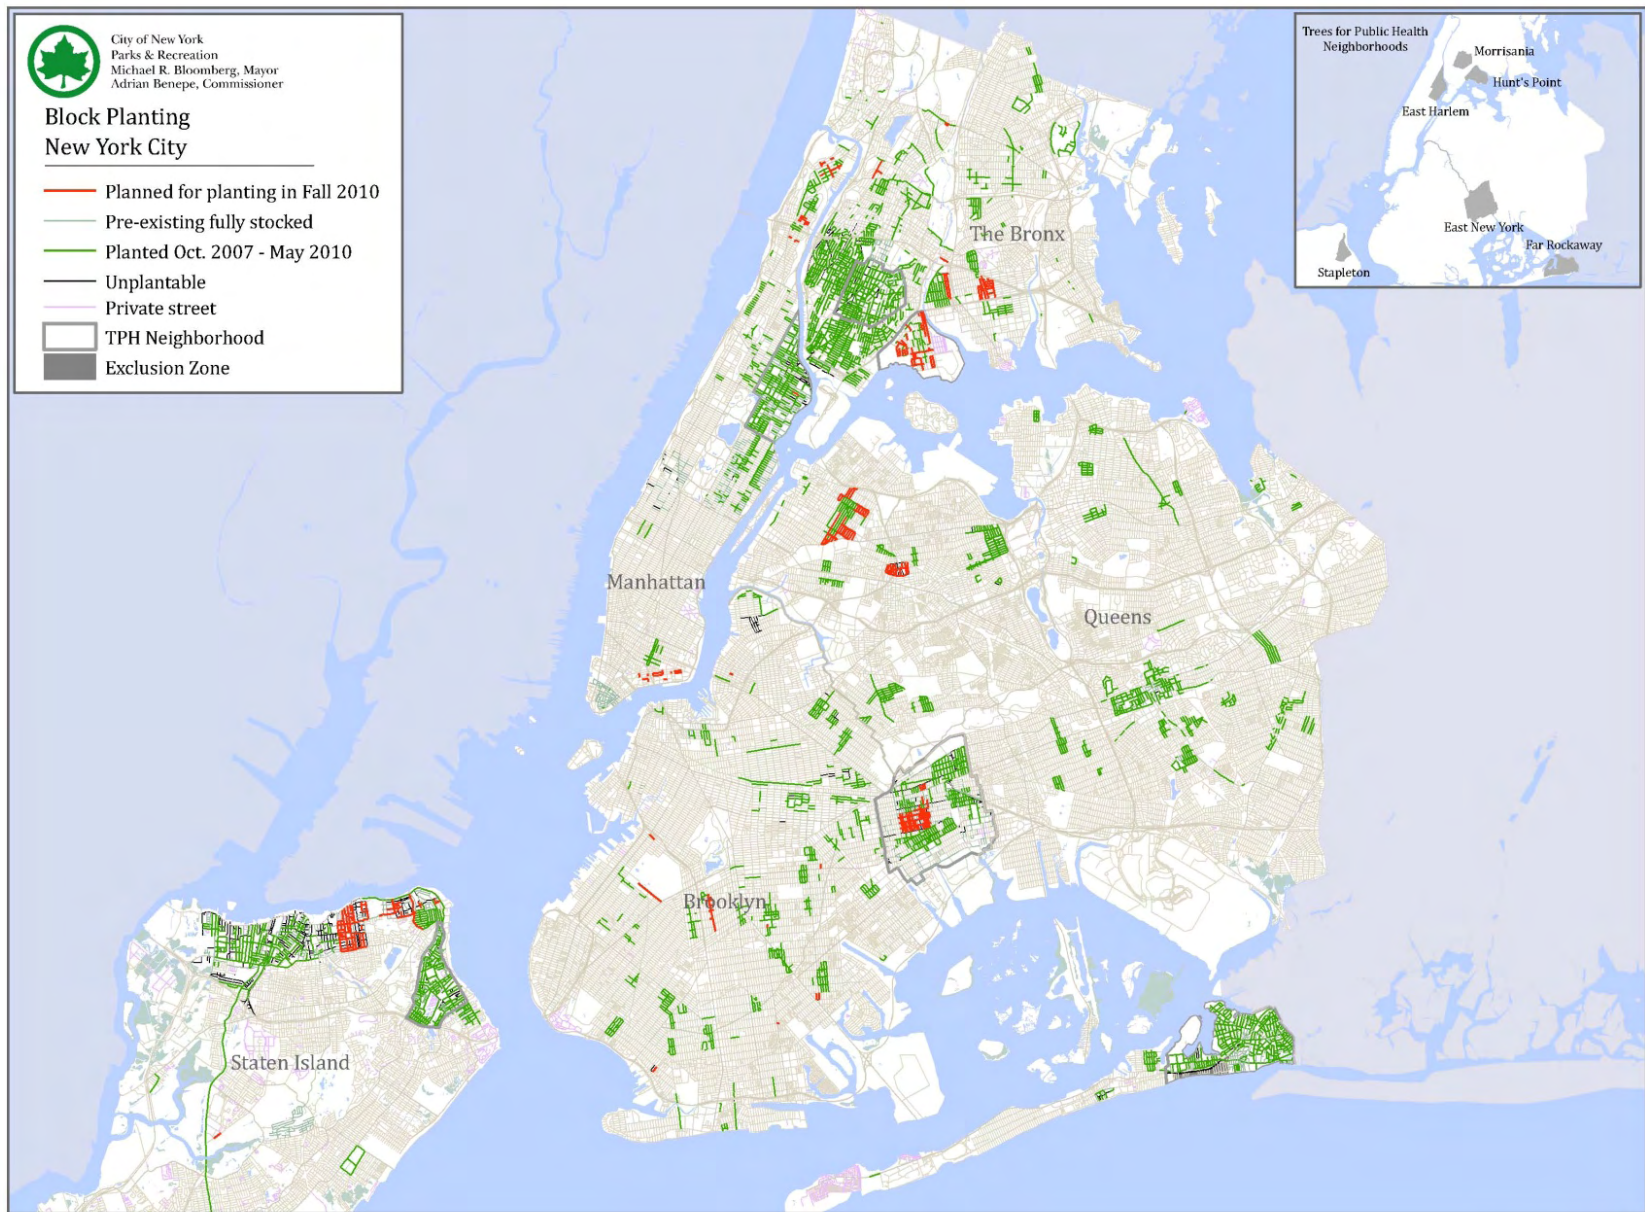 City of New York
Parks & Recreation
Michael R. Bloomberg, Mayor
Adrian Benepe, Commissioner
Block Planting
New York City
Planned for planting in Fall 2010
Pre-existing fully stocked
Planted Oct. 2007 - May 2010
Unplantable
Private street
TPH Neighborhood
Exclusion Zone
Trees for Public Health
Neighborhoods
Morrisania
Hunt's Point
East Harlem
East New York
Far Rockaway
Stapleton
The Bronx
Manhattan
Queens
Brooklyn
Staten Island